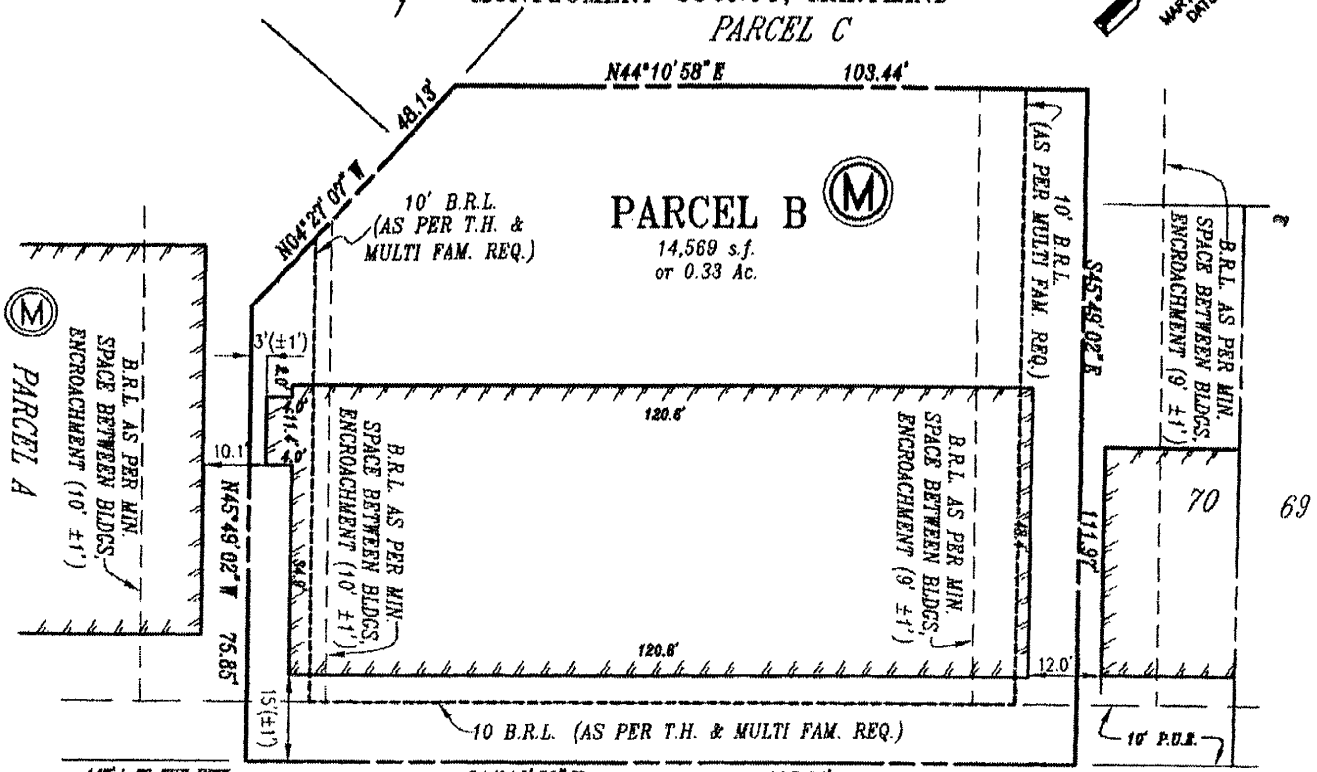 PARCEL C
N44°10'58" E
103.44'
48.13'
N04°27'07" W
10' B.R.L.
(AS PER T.H. &
MULTI FAM. REQ.)
PARCEL B
M
14,569 s.f.
or 0.33 Ac.
10' B.R.L.
(AS PER MULTI FAM. REQ.)
S45°49'02" E
111.97'
B.R.L. AS PER MIN.
SPACE BETWEEN BLDGS,
ENCROACHMENT (9' ±1')
M
PARCEL A
B.R.L. AS PER MIN.
SPACE BETWEEN BLDGS,
ENCROACHMENT (10' ±1')
3'(±1')
2.0'
11.4'
4.0'
10.1'
N45°49'02" W
75.85'
120.6'
B.R.L. AS PER MIN.
SPACE BETWEEN BLDGS,
ENCROACHMENT (10' ±1')
B.R.L. AS PER MIN.
SPACE BETWEEN BLDGS,
ENCROACHMENT (9' ±1')
48.4'
70
69
120.6'
12.0'
15'(±1')
10 B.R.L. (AS PER T.H. & MULTI FAM. REQ.)
10' P.U.E.